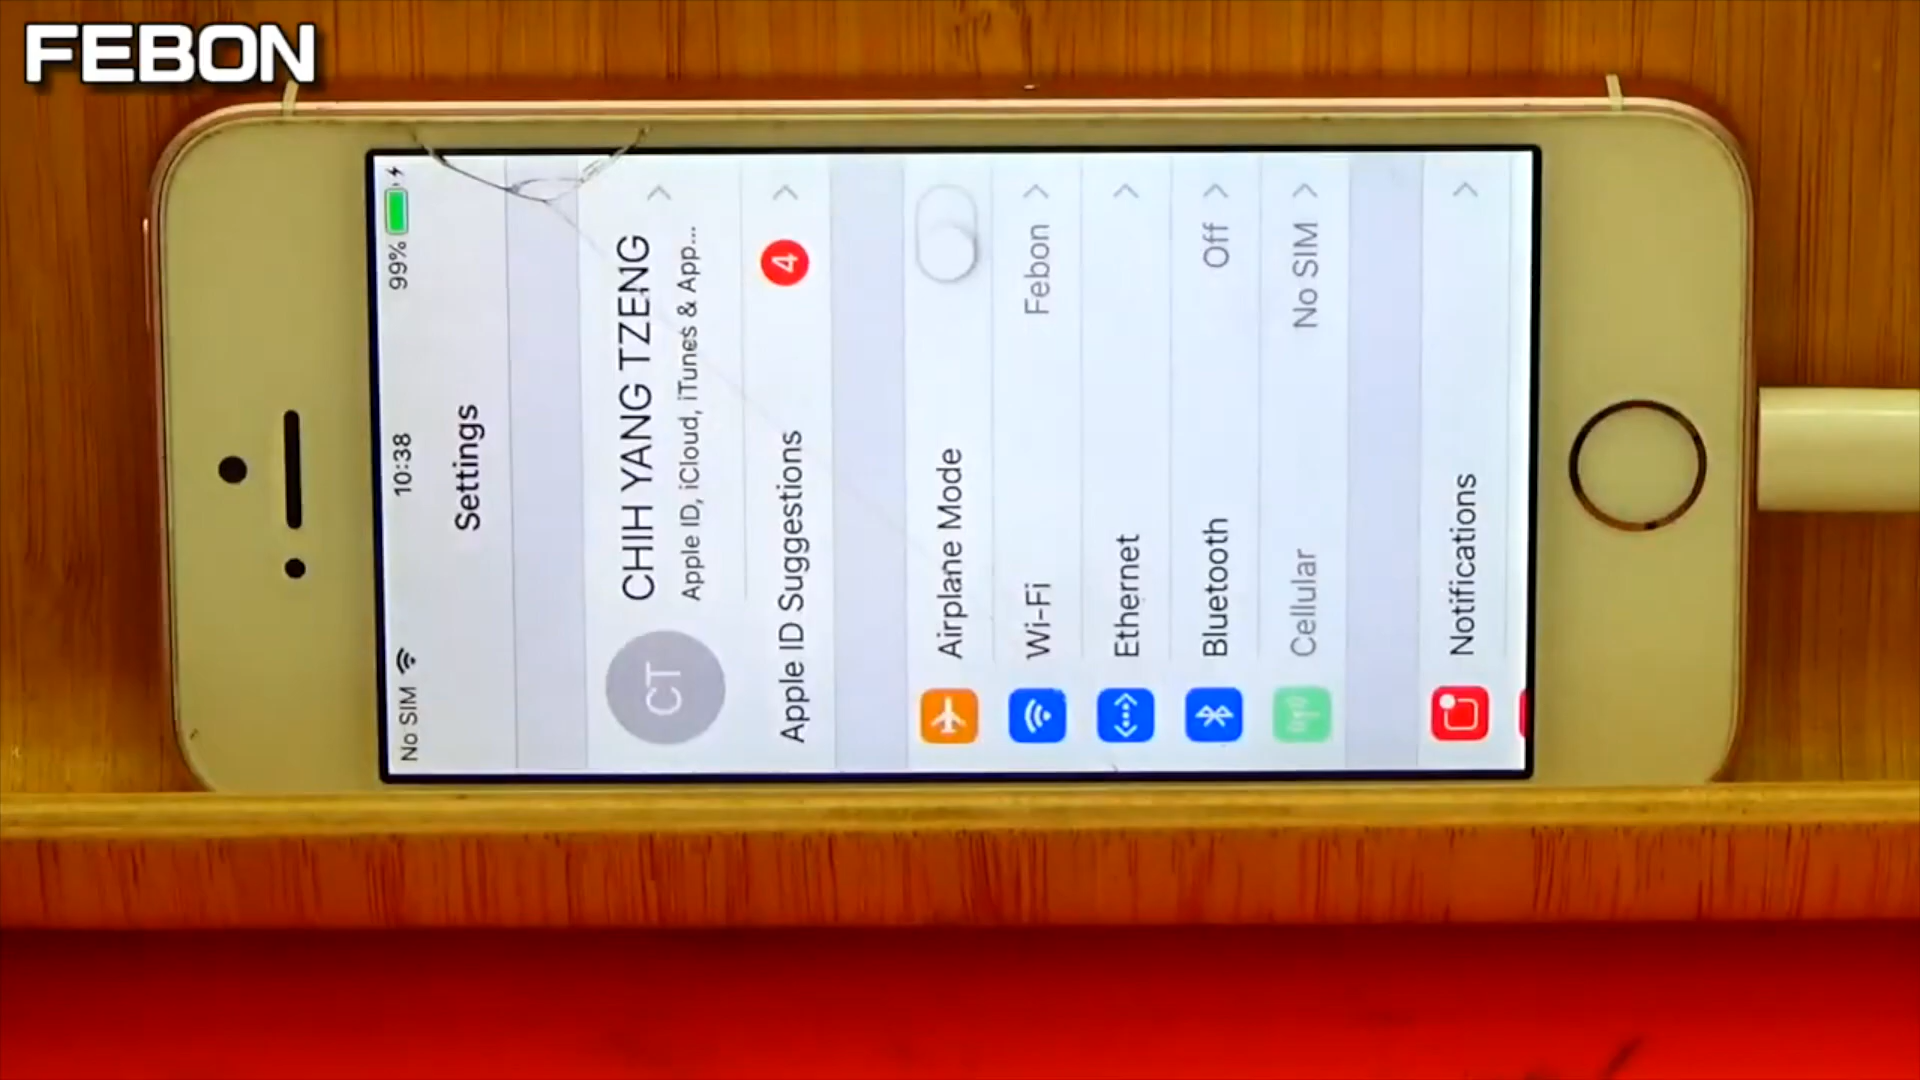 FEBON
No SIM 10:38 99%
Settings
CT CHIH YANG TZENG
Apple ID, iCloud, iTunes & App...
Apple ID Suggestions 4
Airplane Mode
Wi-Fi Febon
Ethernet
Bluetooth Off
Cellular No SIM
Notifications